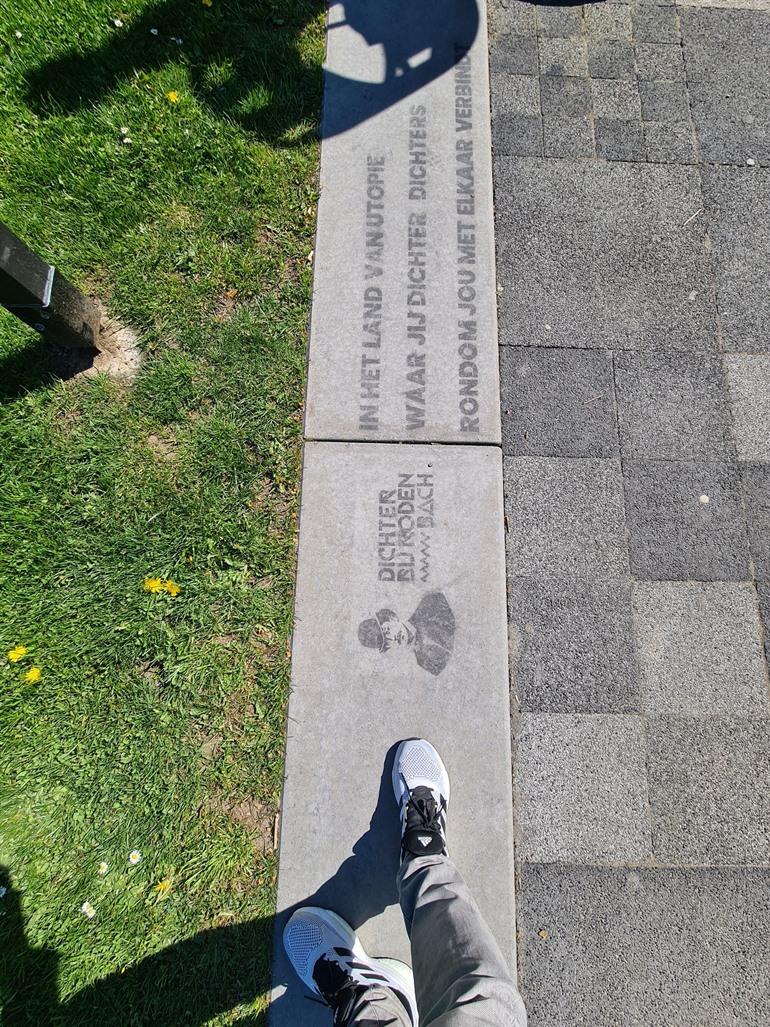 IN HET LAND VAN UTOPIE
WAAR JIJ DICHTER DICHTERS
RONDOM JOU MET ELKAAR VERBINDT
DICHTER
BIJ RODEN
BACH